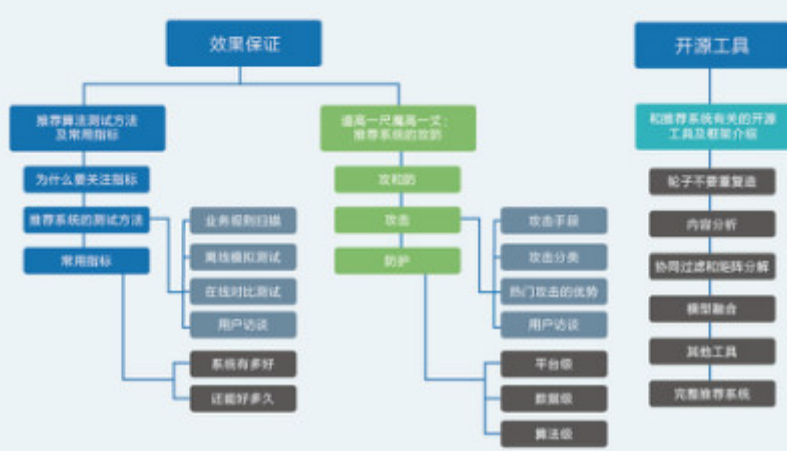 效果保证
推荐算法测试方法
及常用指标
为什么要关注指标
推荐系统的测试方法
常用指标
业务规则扫描
离线模拟测试
在线对比测试
用户访谈
系统有多好
还能好多久
道高一尺魔高一丈:
推荐系统的攻防
攻和防
攻击
防护
攻击手段
攻击分类
热门攻击的优势
用户访谈
平台级
数据级
算法级
开源工具
和推荐系统有关的开源
工具及框架介绍
轮子不要重复造
内容分析
协同过滤和矩阵分解
模型融合
其他工具
完整推荐系统